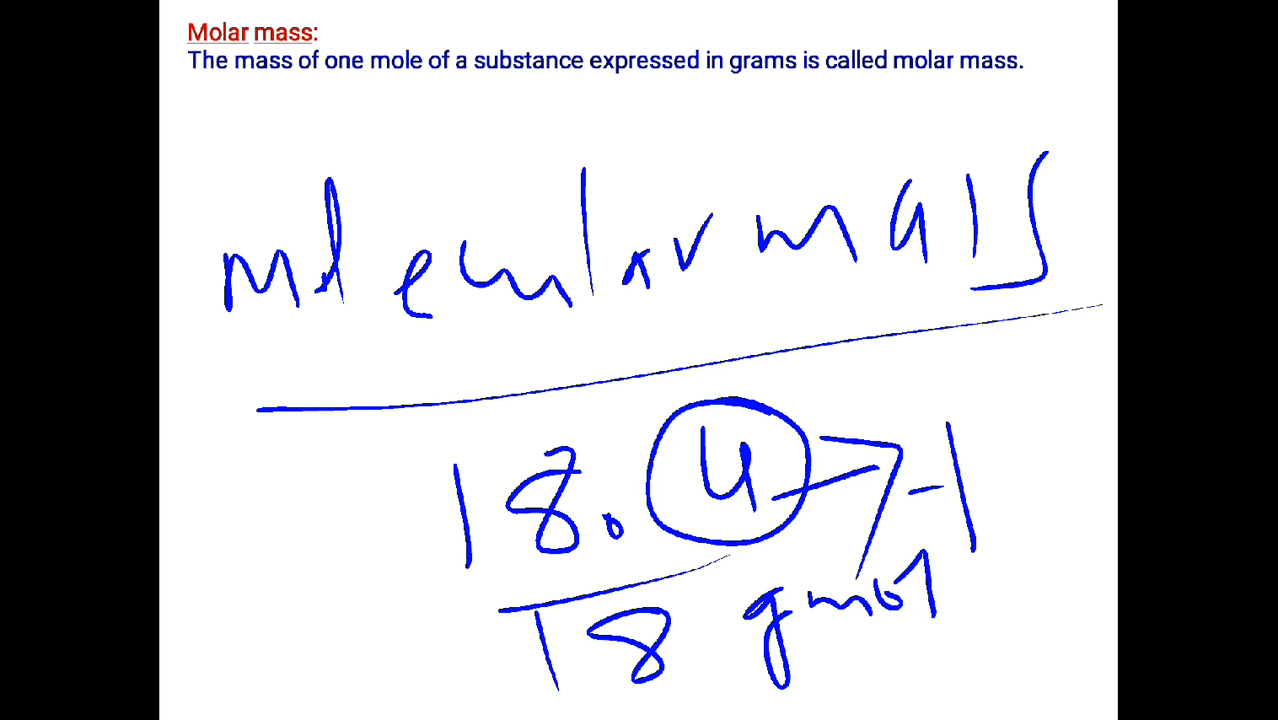 Molar mass:
The mass of one mole of a substance expressed in grams is called molar mass.
molecular mass
18. u
18 gmol -1